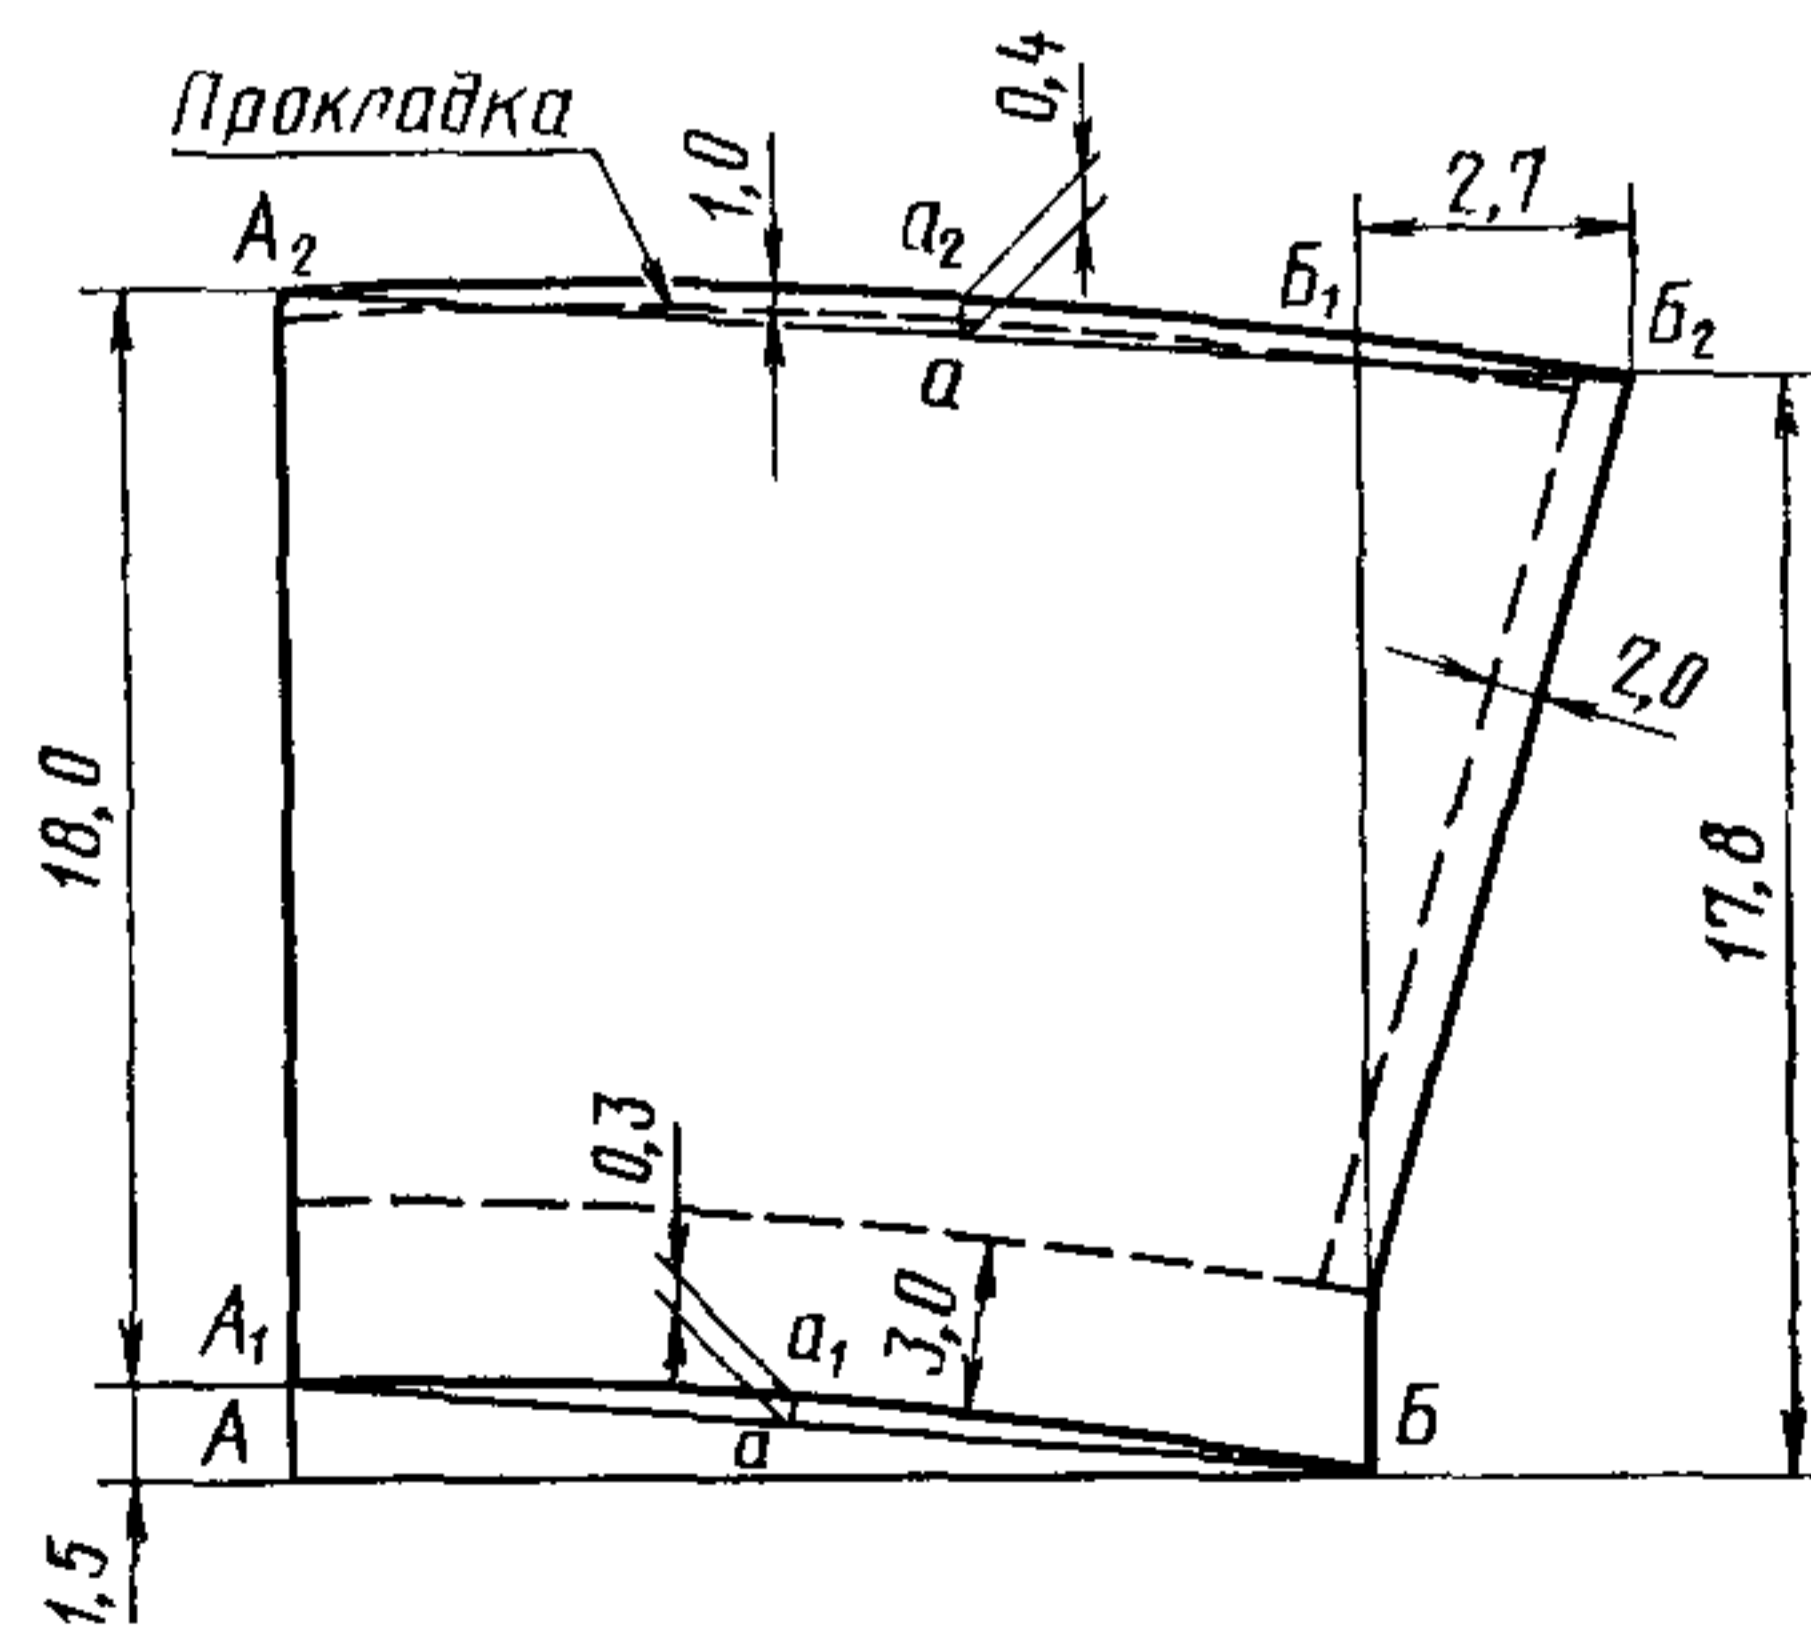 Прокладка
0,4
1,0
2,7
А₂
а₂
Б₁
Б₂
а
2,0
18,0
17,8
0,3
А₁
а₁
3,0
А
а
Б
1,5